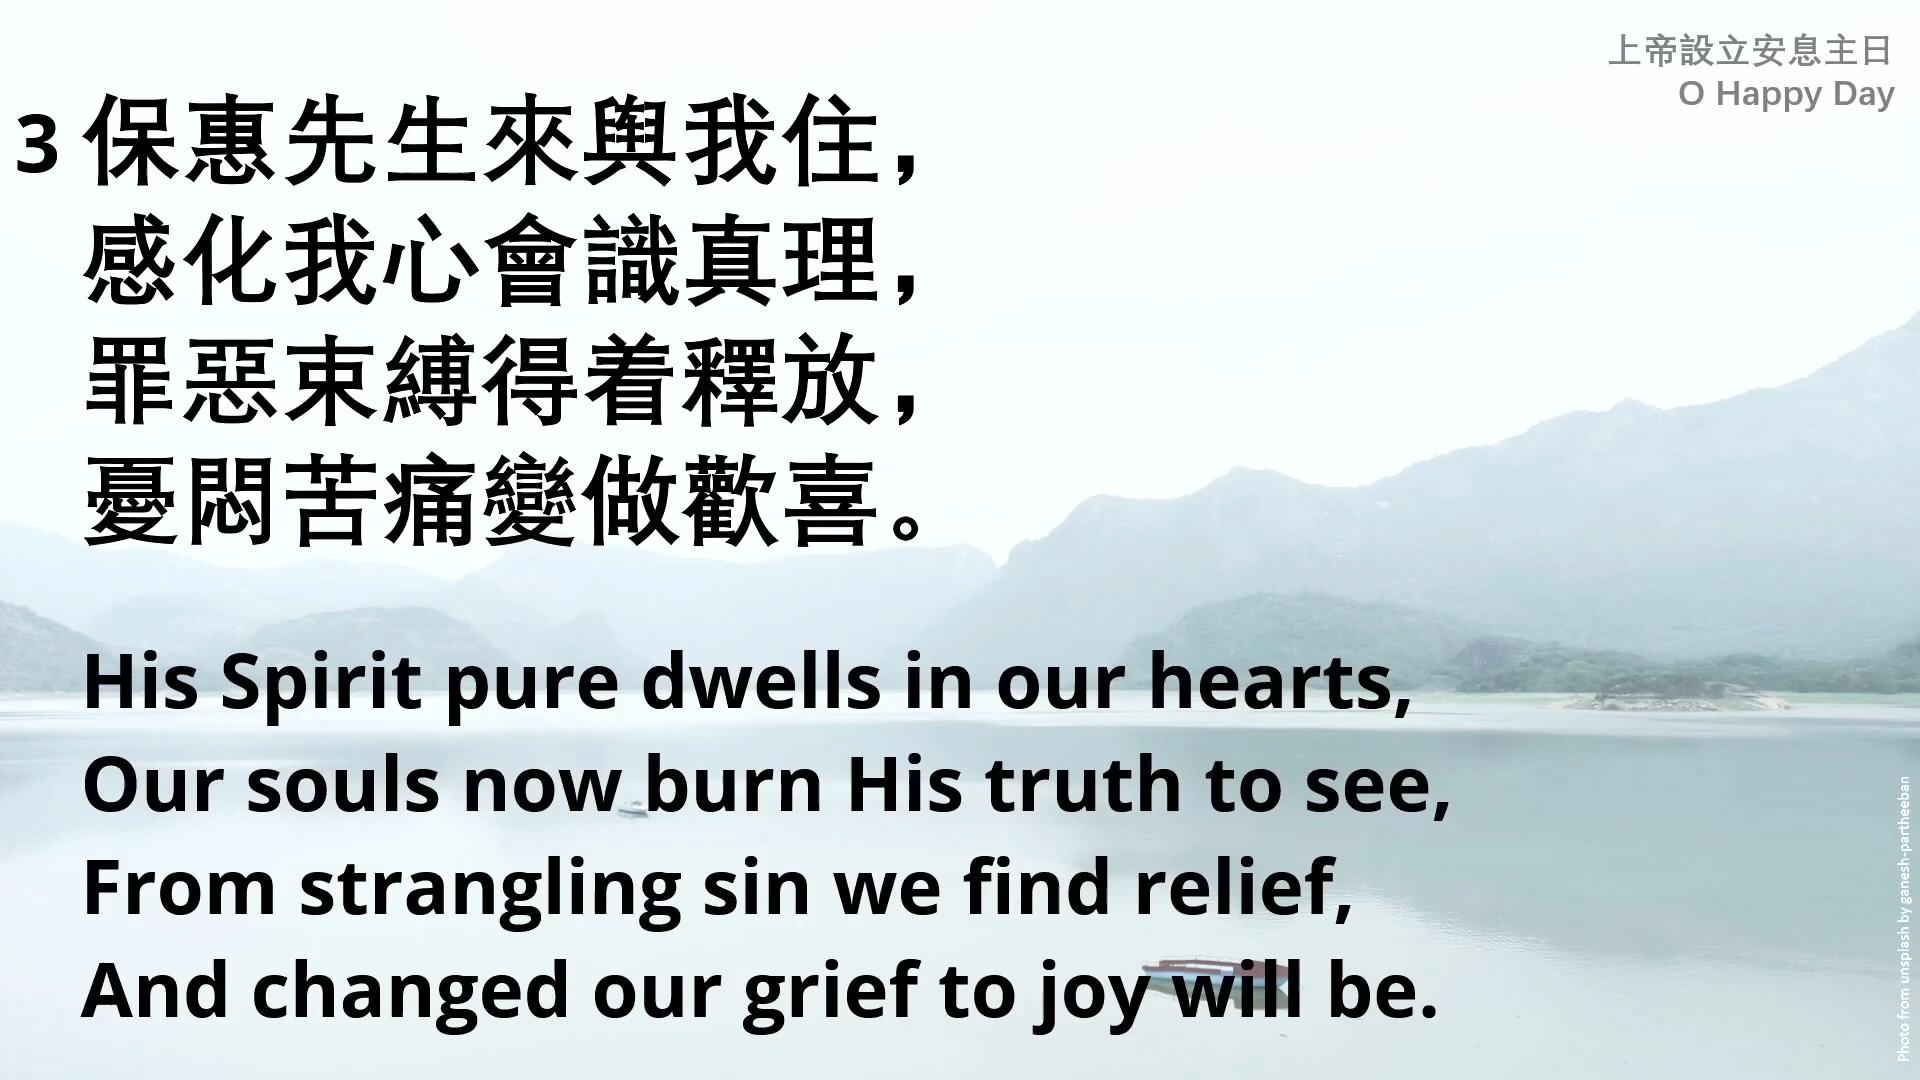 上帝設立安息主日
O Happy Day
3 保惠先生來與我住，
感化我心會識真理，
罪惡束縛得着釋放，
憂悶苦痛變做歡喜。
His Spirit pure dwells in our hearts,
Our souls now burn His truth to see,
From strangling sin we find relief,
And changed our grief to joy will be.
Photo from unsplash by ganesh-partheeban